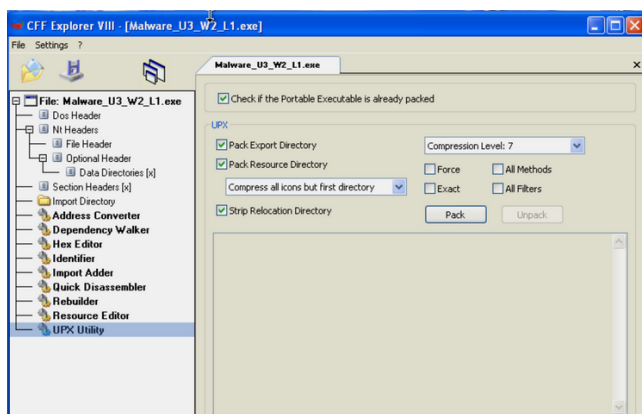 CFF Explorer VIII - [Malware_U3_W2_L1.exe]
File Settings ?
Malware_U3_W2_L1.exe
File: Malware_U3_W2_L1.exe
Dos Header
Nt Headers
File Header
Optional Header
Data Directories [x]
Section Headers [x]
Import Directory
Address Converter
Dependency Walker
Hex Editor
Identifier
Import Adder
Quick Disassembler
Rebuilder
Resource Editor
UPX Utility
Check if the Portable Executable is already packed
UPX
Pack Export Directory
Compression Level: 7
Pack Resource Directory
Force
All Methods
Compress all icons but first directory
Exact
All Filters
Strip Relocation Directory
Pack
Unpack